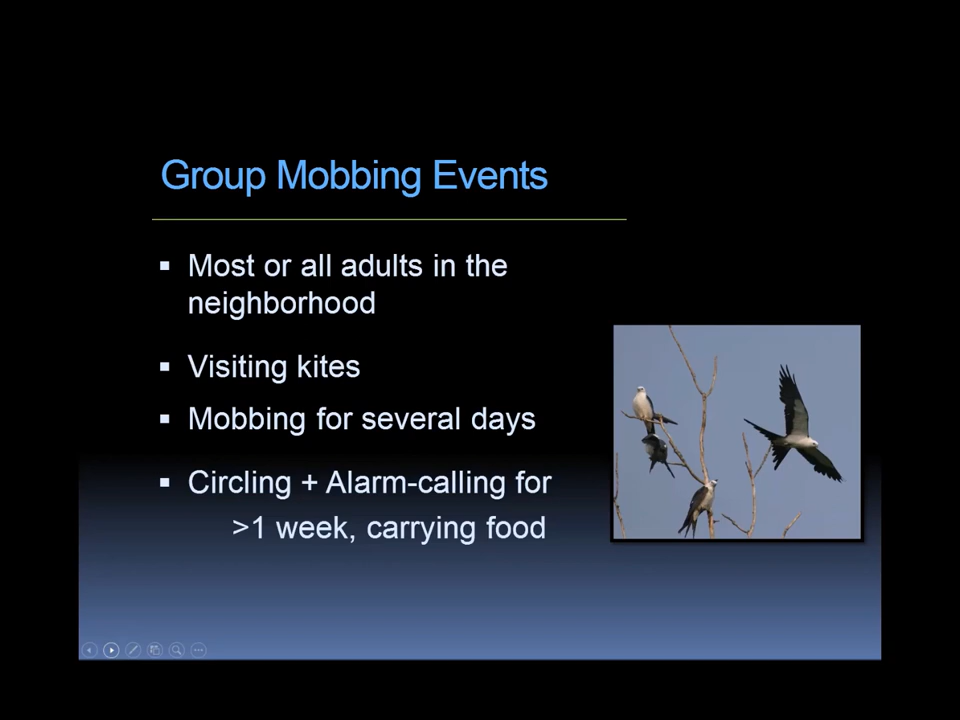 Group Mobbing Events
▪ Most or all adults in the
neighborhood
▪ Visiting kites
▪ Mobbing for several days
▪ Circling + Alarm-calling for
>1 week, carrying food